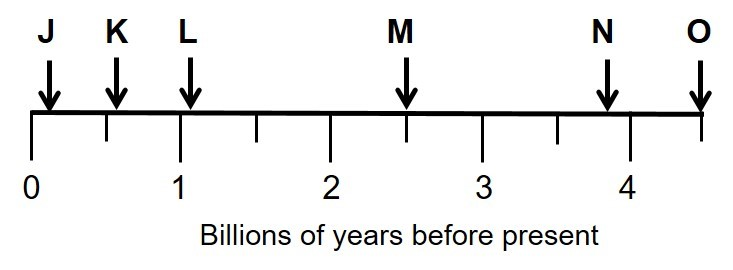 J K L M N O
0 1 2 3 4
Billions of years before present